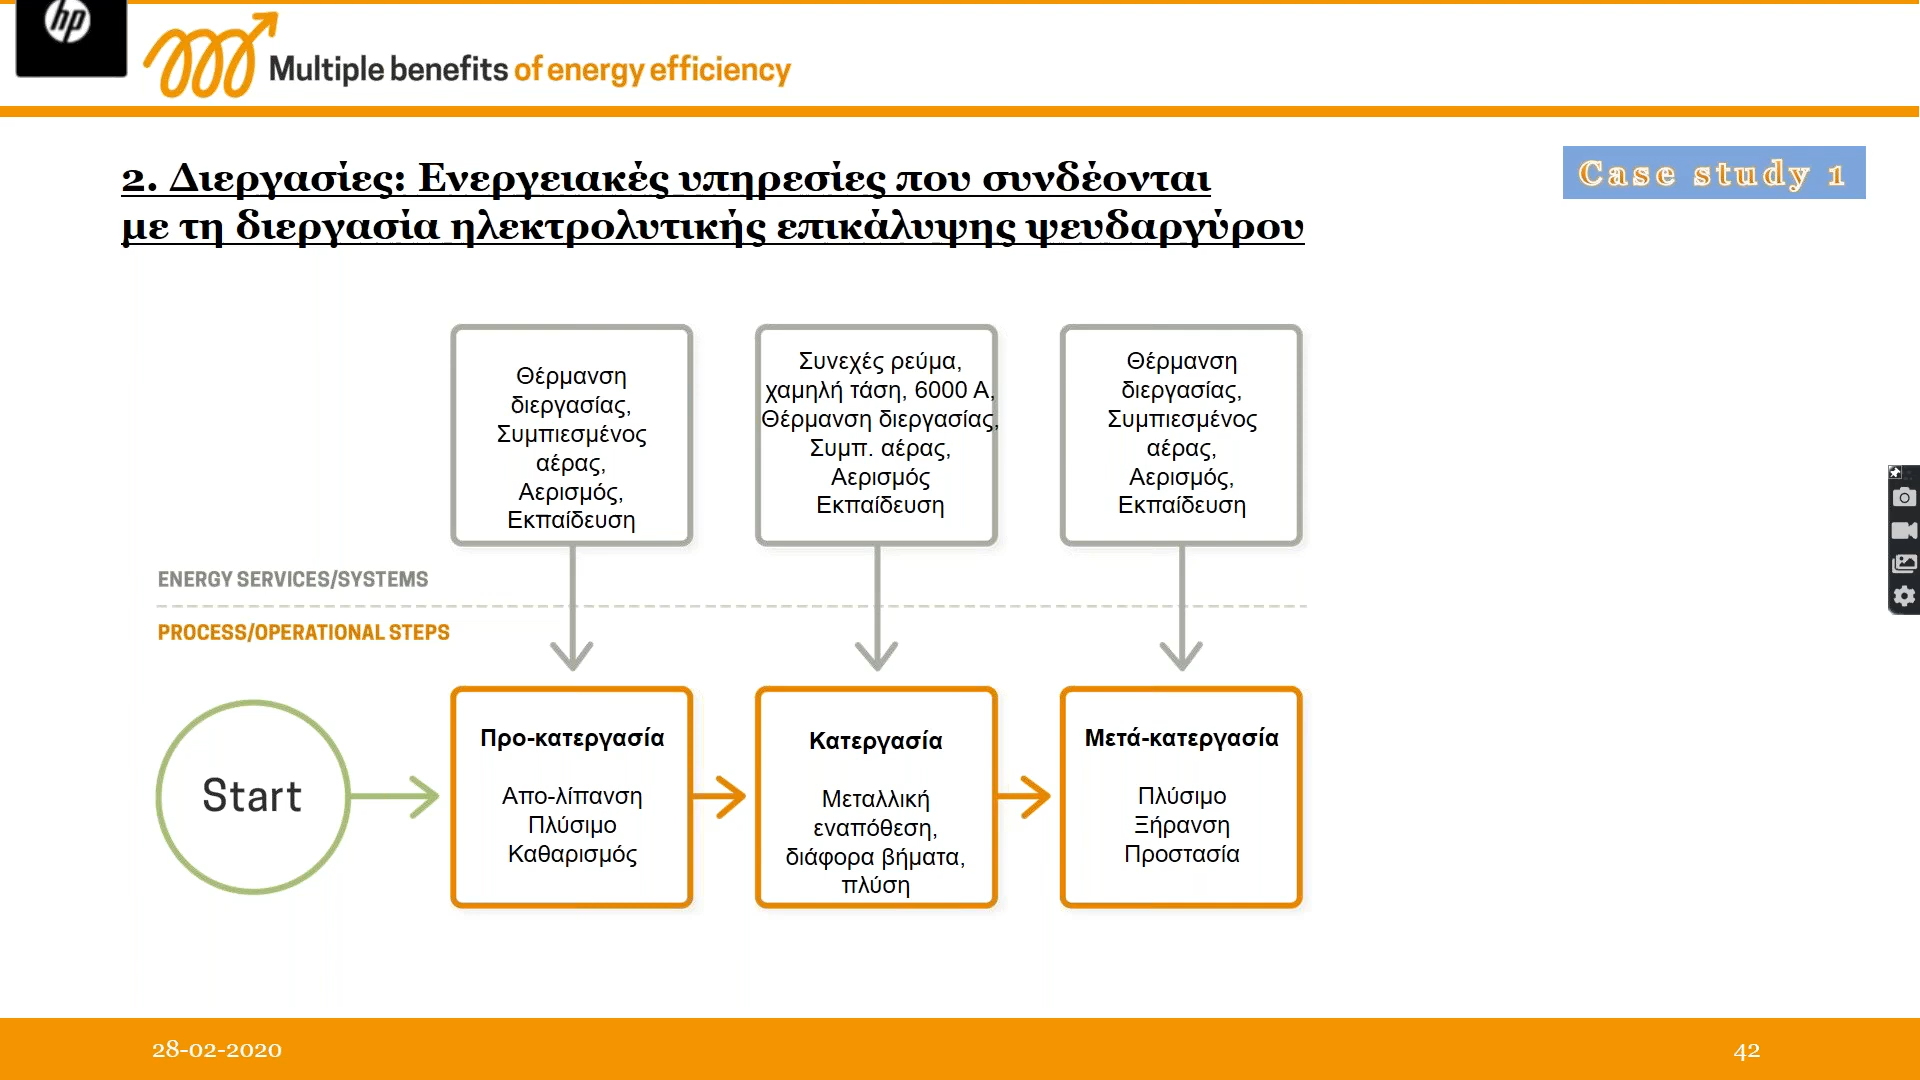 hp
Multiple benefits of energy efficiency
2. Διεργασίες: Ενεργειακές υπηρεσίες που συνδέονται
με τη διεργασία ηλεκτρολυτικής επικάλυψης ψευδαργύρου
Case study 1
Θέρμανση
διεργασίας,
Συμπιεσμένος
αέρας,
Αερισμός,
Εκπαίδευση
Συνεχές ρεύμα,
χαμηλή τάση, 6000 Α,
Θέρμανση διεργασίας,
Συμπ. αέρας,
Αερισμός
Εκπαίδευση
Θέρμανση
διεργασίας,
Συμπιεσμένος
αέρας,
Αερισμός,
Εκπαίδευση
ENERGY SERVICES/SYSTEMS
PROCESS/OPERATIONAL STEPS
Start
Προ-κατεργασία
Απο-λίπανση
Πλύσιμο
Καθαρισμός
Κατεργασία
Μεταλλική
εναπόθεση,
διάφορα βήματα,
πλύση
Μετά-κατεργασία
Πλύσιμο
Ξήρανση
Προστασία
28-02-2020
42